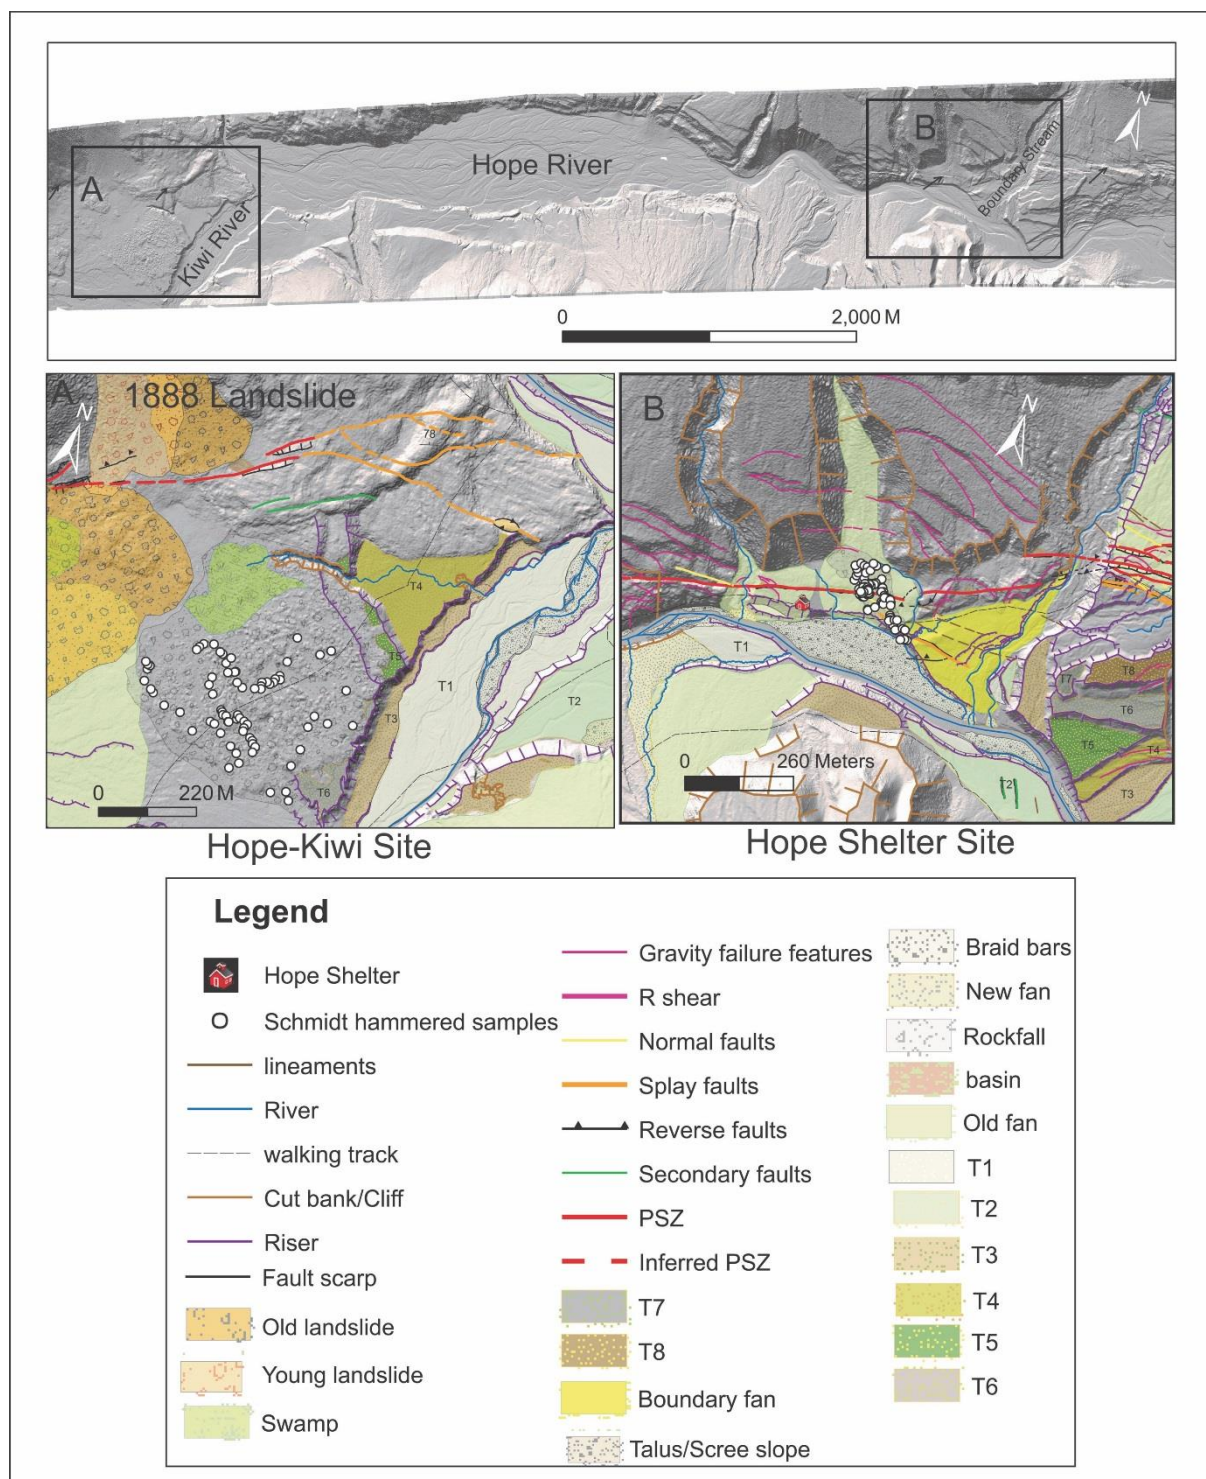 A
Hope River
Kiwi River
B
Boundary Stream
N
0 2,000 M
A 1888 Landslide
N
78
T4
T5
T1
T3
T2
T6
0 220 M
Hope-Kiwi Site
B
N
T1
T8
T7
T6
T5
T4
T3
T2
0 260 Meters
Hope Shelter Site
Legend
Hope Shelter
Schmidt hammered samples
lineaments
River
walking track
Cut bank/Cliff
Riser
Fault scarp
Old landslide
Young landslide
Swamp
Gravity failure features
R shear
Normal faults
Splay faults
Reverse faults
Secondary faults
PSZ
Inferred PSZ
T7
T8
Boundary fan
Talus/Scree slope
Braid bars
New fan
Rockfall
basin
Old fan
T1
T2
T3
T4
T5
T6